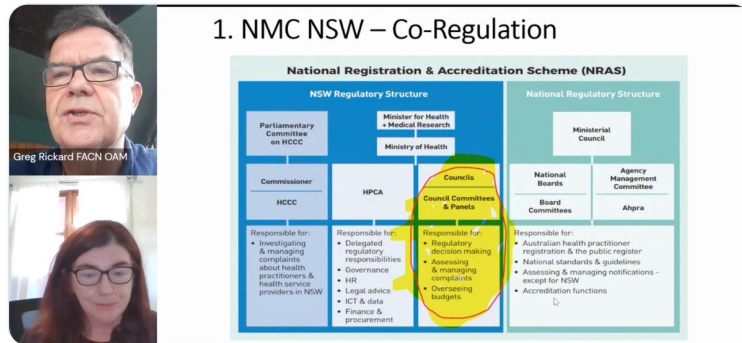 1. NMC NSW – Co-Regulation
National Registration & Accreditation Scheme (NRAS)
NSW Regulatory Structure
Parliamentary
Committee
on HCCC
Minister for Health
+ Medical Research
Ministry of Health
Commissioner
HCCC
HPCA
Councils
Council Committees
& Panels
Responsible for:
• Investigating
& managing
complaints
about health
practitioners &
health service
providers in NSW
Responsible for:
• Delegated
regulatory
responsibilities
• Governance
• HR
• Legal advice
• ICT & data
• Finance &
procurement
Responsible for:
• Regulatory
decision making
• Assessing
& managing
complaints
• Overseeing
budgets
National Regulatory Structure
Ministerial
Council
National
Boards
Board
Committees
Agency
Management
Committee
Ahpra
Responsible for:
• Australian health practitioner
registration & the public register
• National standards & guidelines
• Assessing & managing notifications -
except for NSW
• Accreditation functions
Greg Rickard FACN OAM